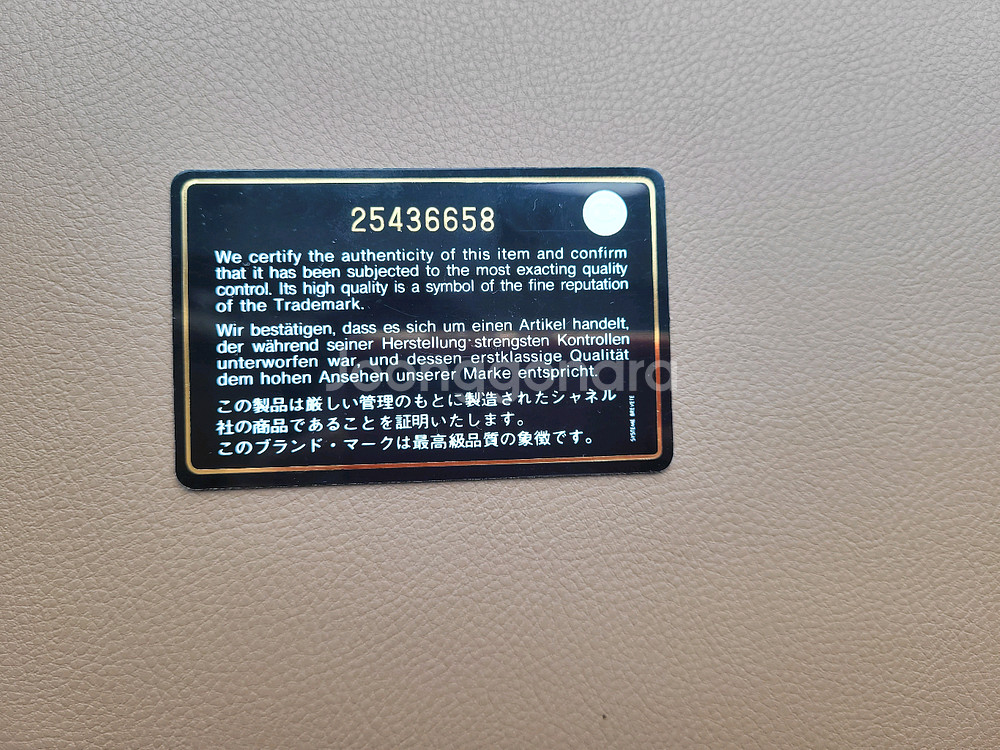 25436658
We certify the authenticity of this item and confirm
that it has been subjected to the most exacting quality
control. Its high quality is a symbol of the fine reputation
of the Trademark.
Wir bestätigen, dass es sich um einen Artikel handelt,
der während seiner Herstellung strengsten Kontrollen
unterworfen war, und dessen erstklassige Qualität
dem hohen Ansehen unserer Marke entspricht.
Joonggonara
この製品は厳しい管理のもとに製造されたシャネル
社の商品であることを証明いたします。
このブランド・マークは最高級品質の象徴です。
SYSTEME BREVETE